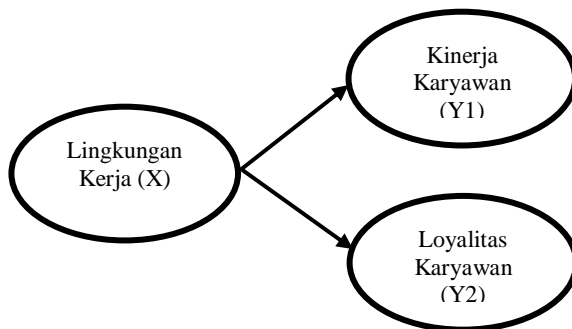 Kinerja
Karyawan
(Y1)
Lingkungan
Kerja (X)
Loyalitas
Karyawan
(Y2)